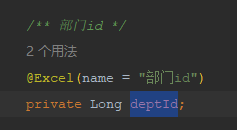 /** 部门id */
2 个用法
@Excel(name = "部门id")
private Long deptId;